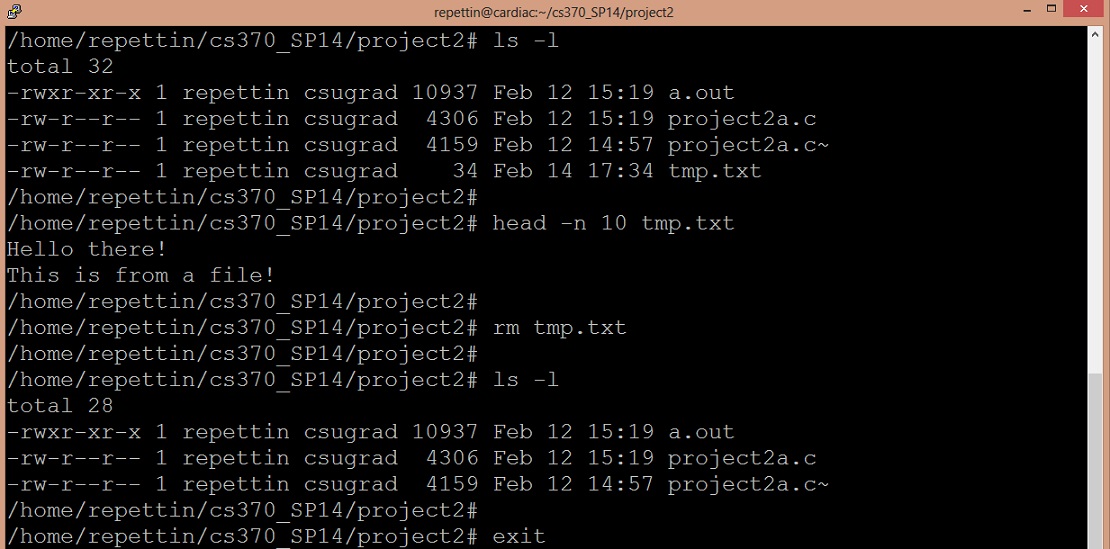 repettin@cardiac:~/cs370_SP14/project2
/home/repettin/cs370_SP14/project2# ls -l
total 32
-rwxr-xr-x 1 repettin csugrad 10937 Feb 12 15:19 a.out
-rw-r--r-- 1 repettin csugrad  4306 Feb 12 15:19 project2a.c
-rw-r--r-- 1 repettin csugrad  4159 Feb 12 14:57 project2a.c~
-rw-r--r-- 1 repettin csugrad    34 Feb 14 17:34 tmp.txt
/home/repettin/cs370_SP14/project2#
/home/repettin/cs370_SP14/project2# head -n 10 tmp.txt
Hello there!
This is from a file!
/home/repettin/cs370_SP14/project2#
/home/repettin/cs370_SP14/project2# rm tmp.txt
/home/repettin/cs370_SP14/project2#
/home/repettin/cs370_SP14/project2# ls -l
total 28
-rwxr-xr-x 1 repettin csugrad 10937 Feb 12 15:19 a.out
-rw-r--r-- 1 repettin csugrad  4306 Feb 12 15:19 project2a.c
-rw-r--r-- 1 repettin csugrad  4159 Feb 12 14:57 project2a.c~
/home/repettin/cs370_SP14/project2#
/home/repettin/cs370_SP14/project2# exit